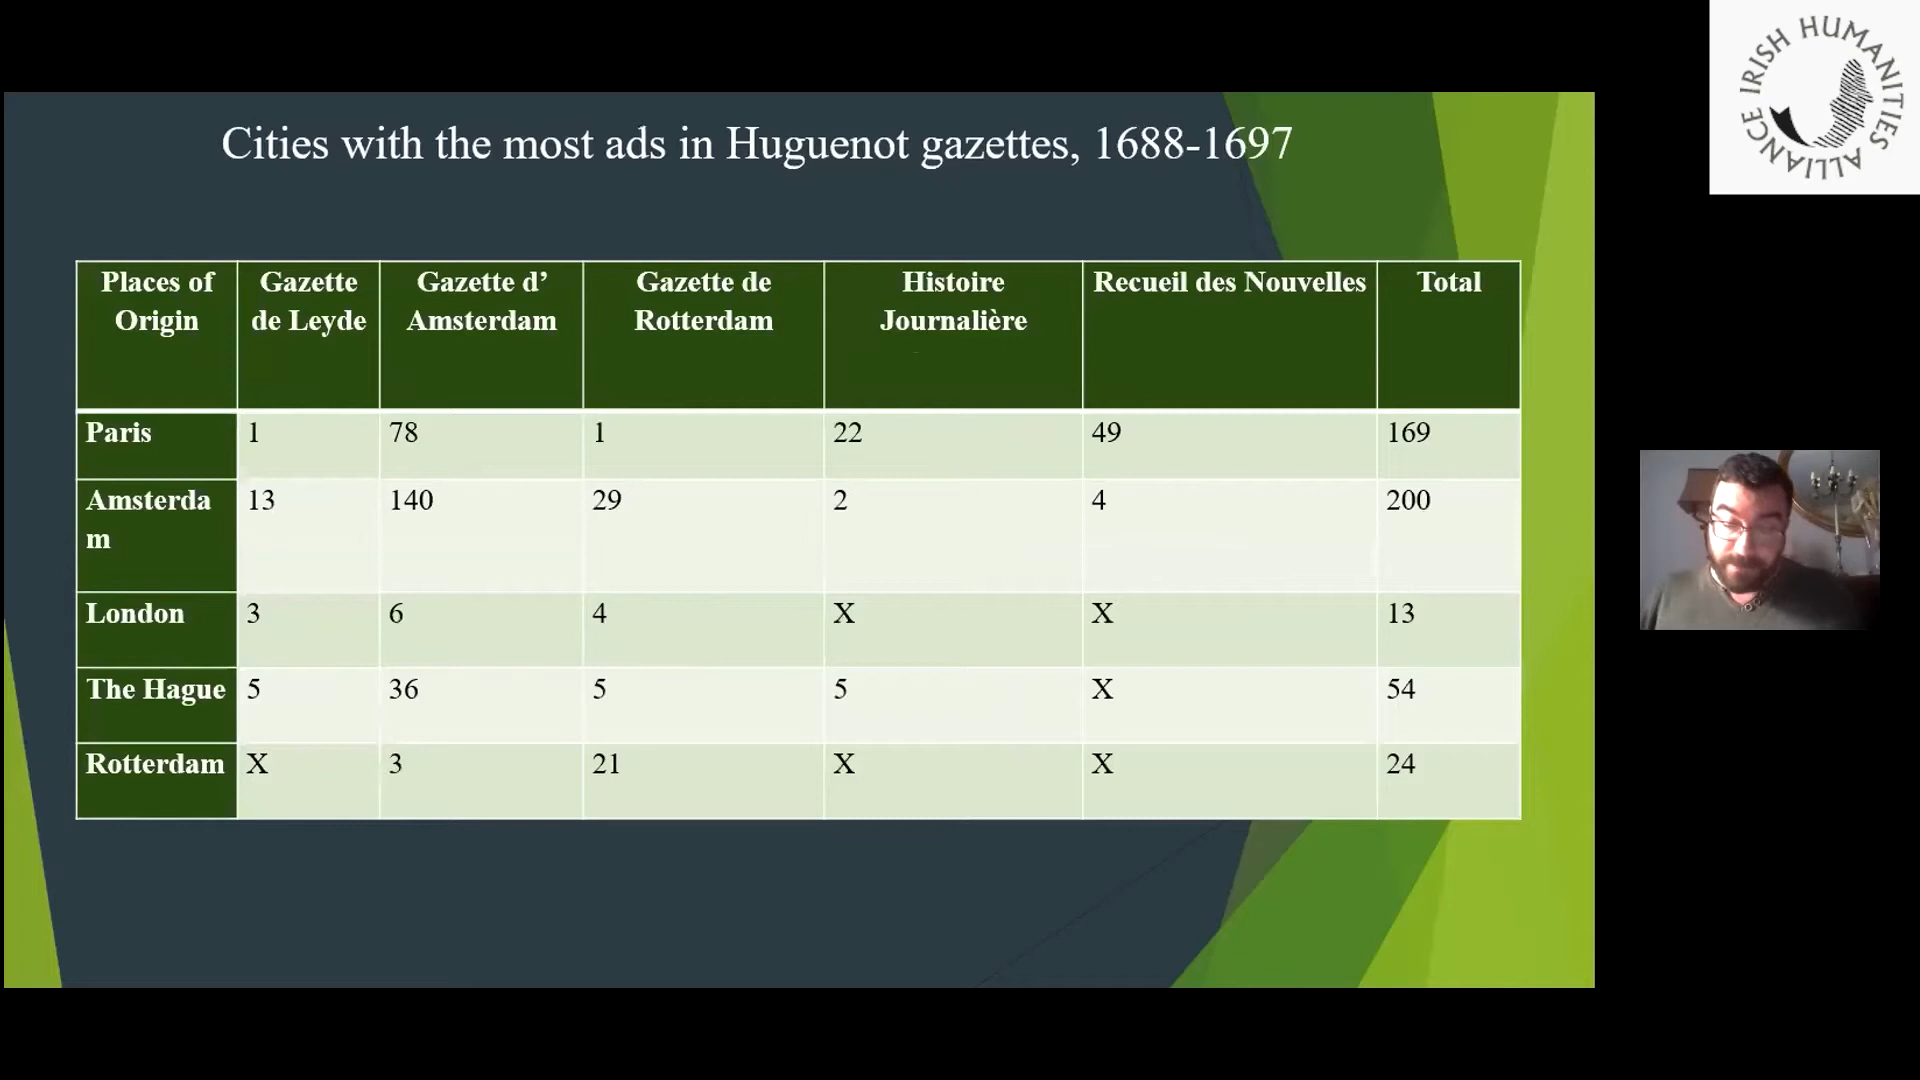 IRISH HUMANITIES ALLIANCE
Cities with the most ads in Huguenot gazettes, 1688-1697
Places of Origin Gazette de Leyde Gazette d’ Amsterdam Gazette de Rotterdam Histoire Journalière Recueil des Nouvelles Total
Paris 1 78 1 22 49 169
Amsterda
m 13 140 29 2 4 200
London 3 6 4 X X 13
The Hague 5 36 5 5 X 54
Rotterdam X 3 21 X X 24